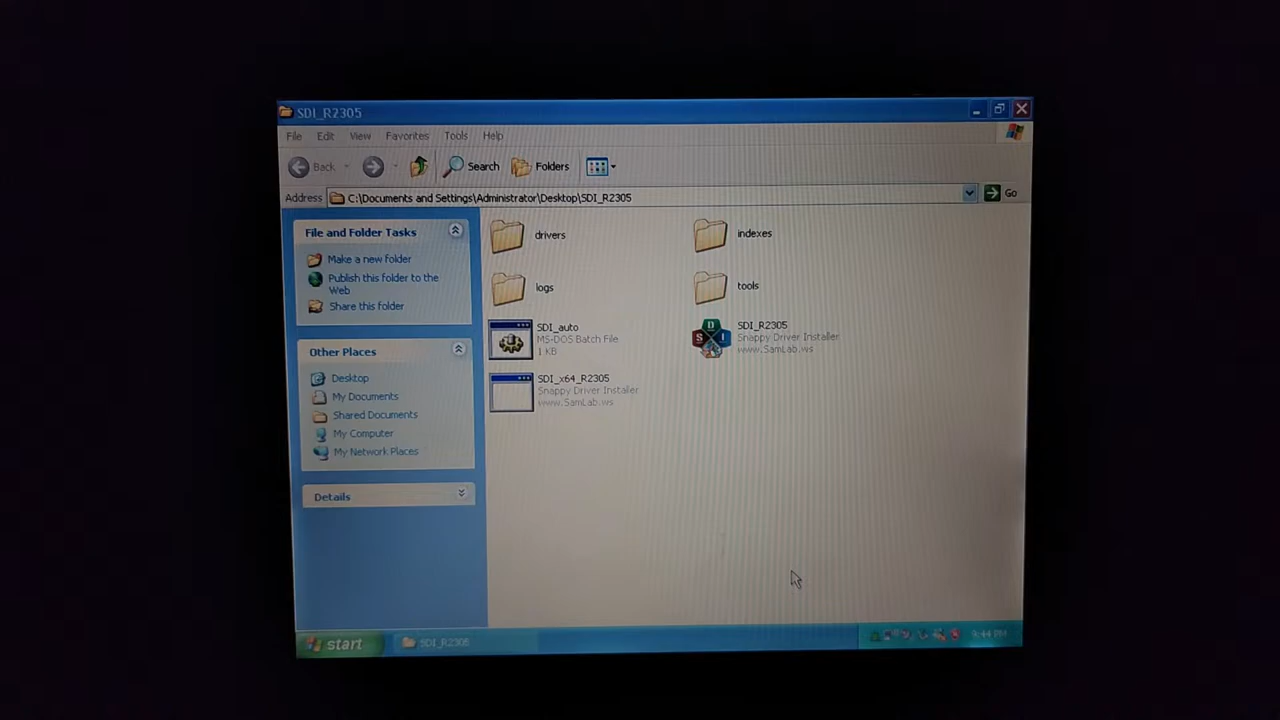 SDI_R2305
File Edit View Favorites Tools Help
Back Search Folders
Address C:\Documents and Settings\Administrator\Desktop\SDI_R2305 Go
File and Folder Tasks
Make a new folder
Publish this folder to the
Web
Share this folder
Other Places
Desktop
My Documents
Shared Documents
My Computer
My Network Places
Details
drivers
indexes
logs
tools
SDI_auto
MS-DOS Batch File
1 KB
SDI_R2305
Snappy Driver Installer
www.SamLab.ws
SDI_x64_R2305
Snappy Driver Installer
www.SamLab.ws
start SDI_R2305 9:44 PM